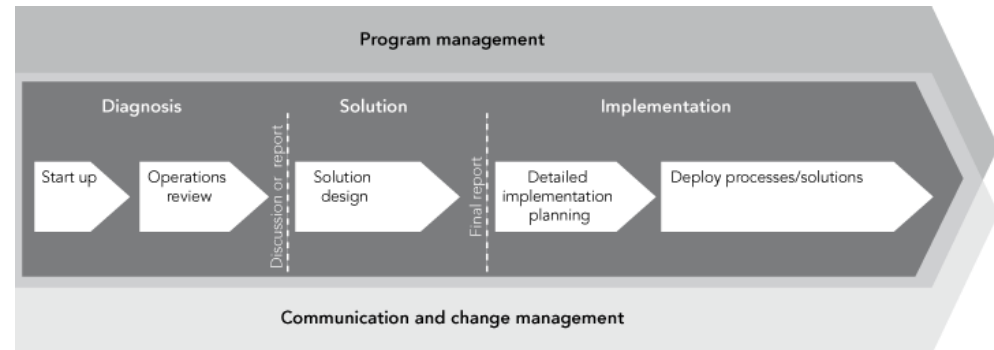 Program management
Diagnosis
Solution
Implementation
Start up
Operations
review
Discussion or report
Solution
design
Final report
Detailed
implementation
planning
Deploy processes/solutions
Communication and change management